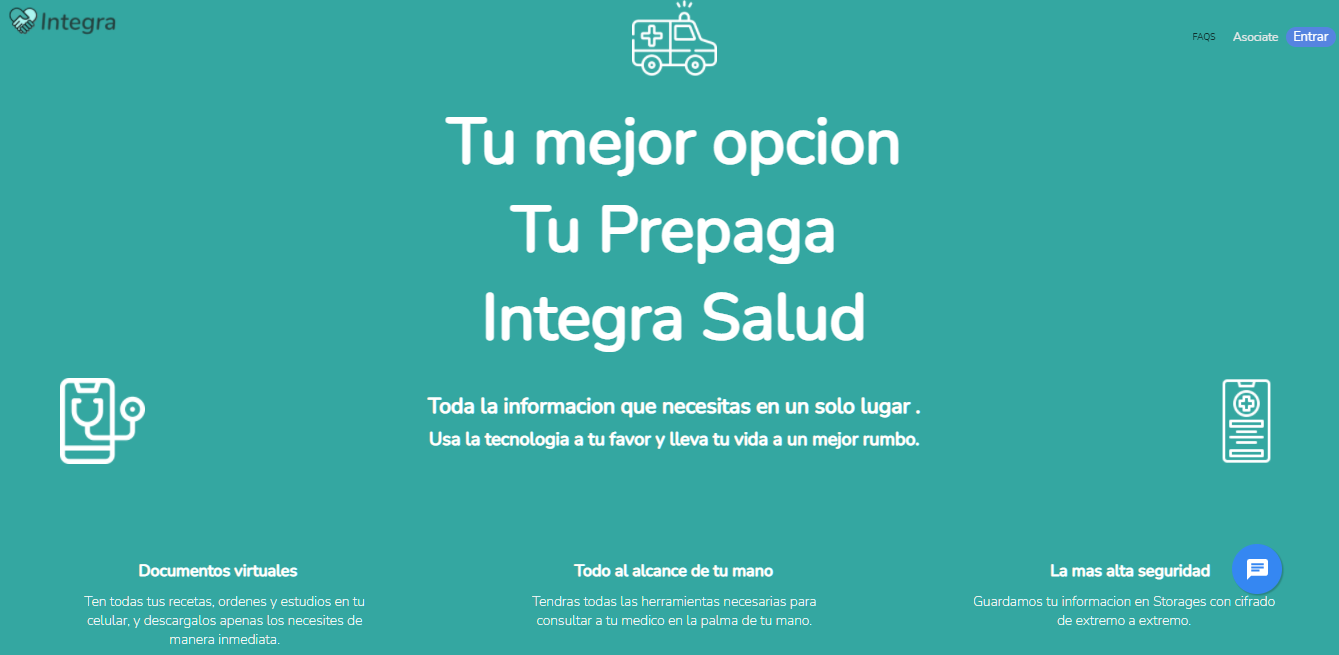 Integra
FAQS Asociate Entrar
Tu mejor opcion
Tu Prepaga
Integra Salud
Toda la informacion que necesitas en un solo lugar .
Usa la tecnologia a tu favor y lleva tu vida a un mejor rumbo.
Documentos virtuales
Ten todas tus recetas, ordenes y estudios en tu
celular, y descargalos apenas los necesites de
manera inmediata.
Todo al alcance de tu mano
Tendras todas las herramientas necesarias para
consultar a tu medico en la palma de tu mano.
La mas alta seguridad
Guardamos tu informacion en Storages con cifrado
de extremo a extremo.